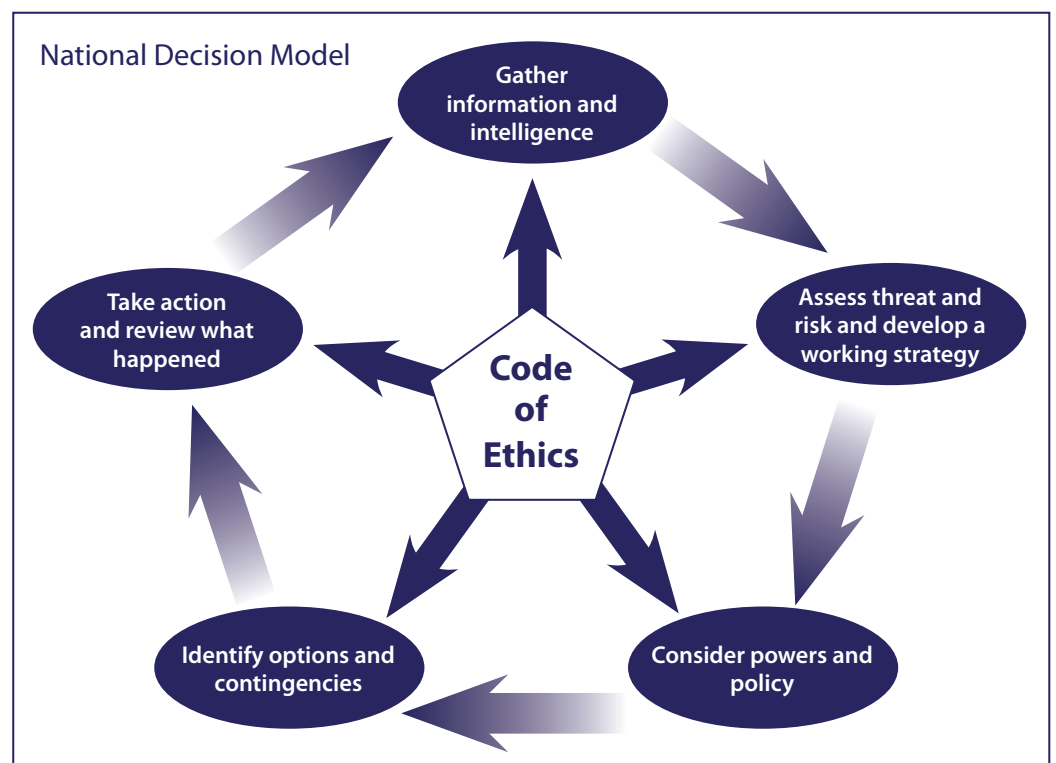 National Decision Model
Gather
information and
intelligence
Assess threat and
risk and develop a
working strategy
Consider powers and
policy
Identify options and
contingencies
Take action
and review what
happened
Code
of
Ethics